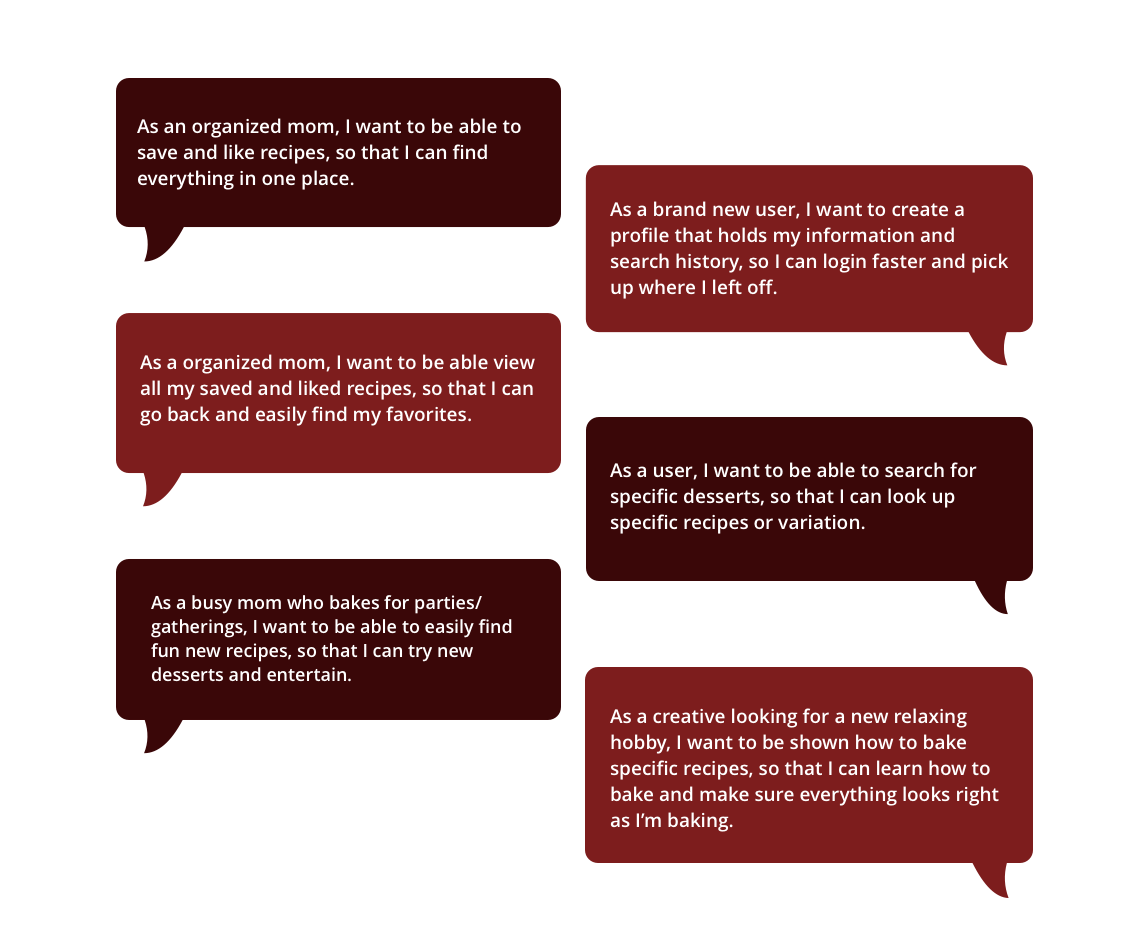 As an organized mom, I want to be able to
save and like recipes, so that I can find
everything in one place.
As a brand new user, I want to create a
profile that holds my information and
search history, so I can login faster and pick
up where I left off.
As a organized mom, I want to be able view
all my saved and liked recipes, so that I can
go back and easily find my favorites.
As a user, I want to be able to search for
specific desserts, so that I can look up
specific recipes or variation.
As a busy mom who bakes for parties/
gatherings, I want to be able to easily find
fun new recipes, so that I can try new
desserts and entertain.
As a creative looking for a new relaxing
hobby, I want to be shown how to bake
specific recipes, so that I can learn how to
bake and make sure everything looks right
as I’m baking.